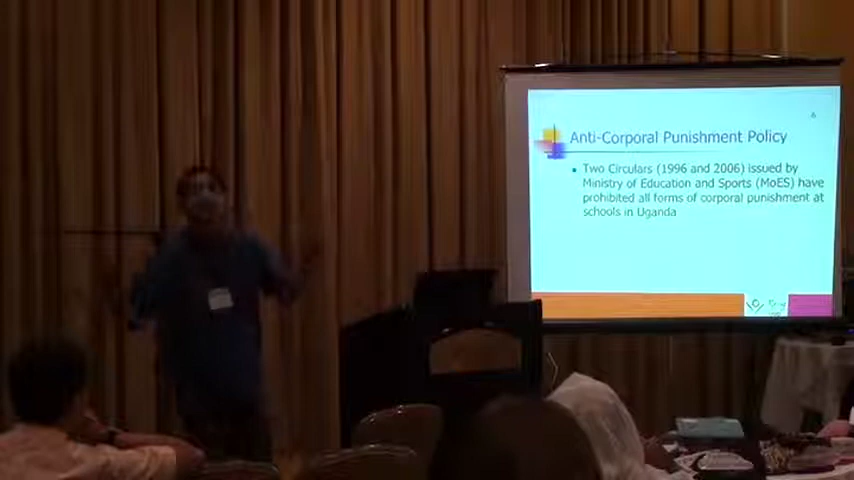 6
Anti-Corporal Punishment Policy
Two Circulars (1996 and 2006) issued by
Ministry of Education and Sports (MoES) have
prohibited all forms of corporal punishment at
schools in Uganda